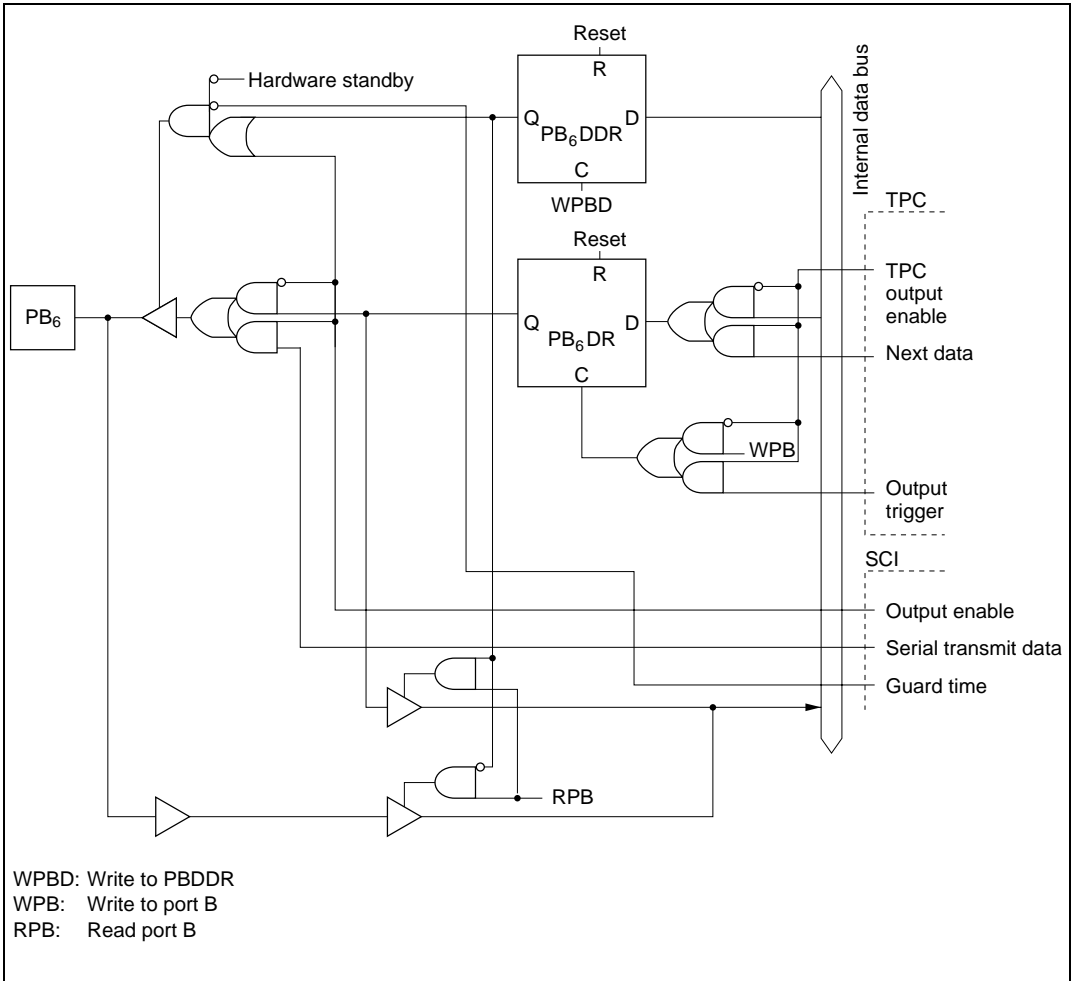 Reset
R
Hardware standby
Q
PB6DDR
D
C
WPBD
Internal data bus
TPC
Reset
R
TPC
output
enable
PB6
Q
PB6DR
D
C
Next data
WPB
Output
trigger
SCI
Output enable
Serial transmit data
Guard time
RPB
WPBD: Write to PBDDR
WPB: Write to port B
RPB: Read port B